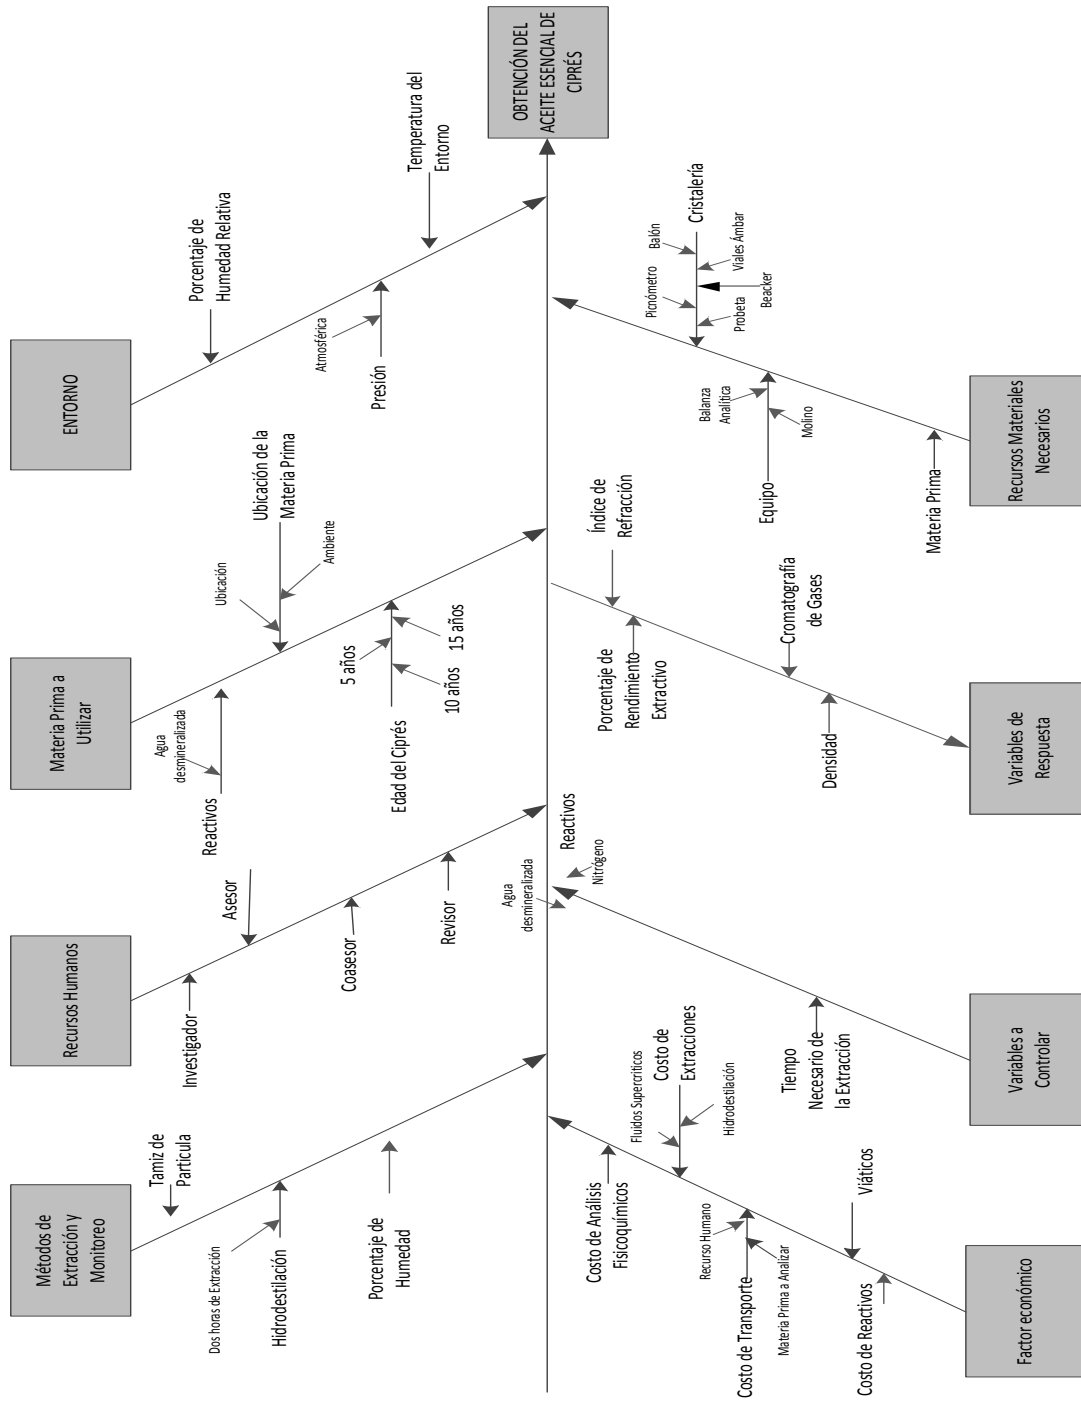 Métodos de
Extracción y
Monitoreo
Tamiz de
Particula
Dos horas de Extracción
Hidrodestilación
Porcentaje de
Humedad
Recursos Humanos
Investigador
Asesor
Coasesor
Revisor
Materia Prima a
Utilizar
Agua
desmineralizada
Reactivos
Ubicación
Ubicación de la
Materia Prima
Ambiente
5 años
10 años
15 años
Edad del Ciprés
ENTORNO
Porcentaje de
Humedad Relativa
Atmosférica
Presión
Temperatura del
Entorno
OBTENCIÓN DEL
ACEITE ESENCIAL DE
CIPRÉS
Costo de Análisis
Fisicoquímicos
Fluidos Supercriticos
Costo de
Extracciones
Hidrodestilación
Recurso Humano
Costo de Transporte
Materia Prima a Analizar
Viáticos
Costo de Reactivos
Factor económico
Agua
desmineralizada
Reactivos
Nitrógeno
Tiempo
Necesario de
la Extracción
Variables a
Controlar
Índice de
Refracción
Porcentaje de
Rendimiento
Extractivo
Cromatografía
de Gases
Densidad
Variables de
Respuesta
Picnómetro
Balón
Cristalería
Probeta
Beacker
Viales Ámbar
Balanza
Analítica
Equipo
Molino
Materia Prima
Recursos Materiales
Necesarios